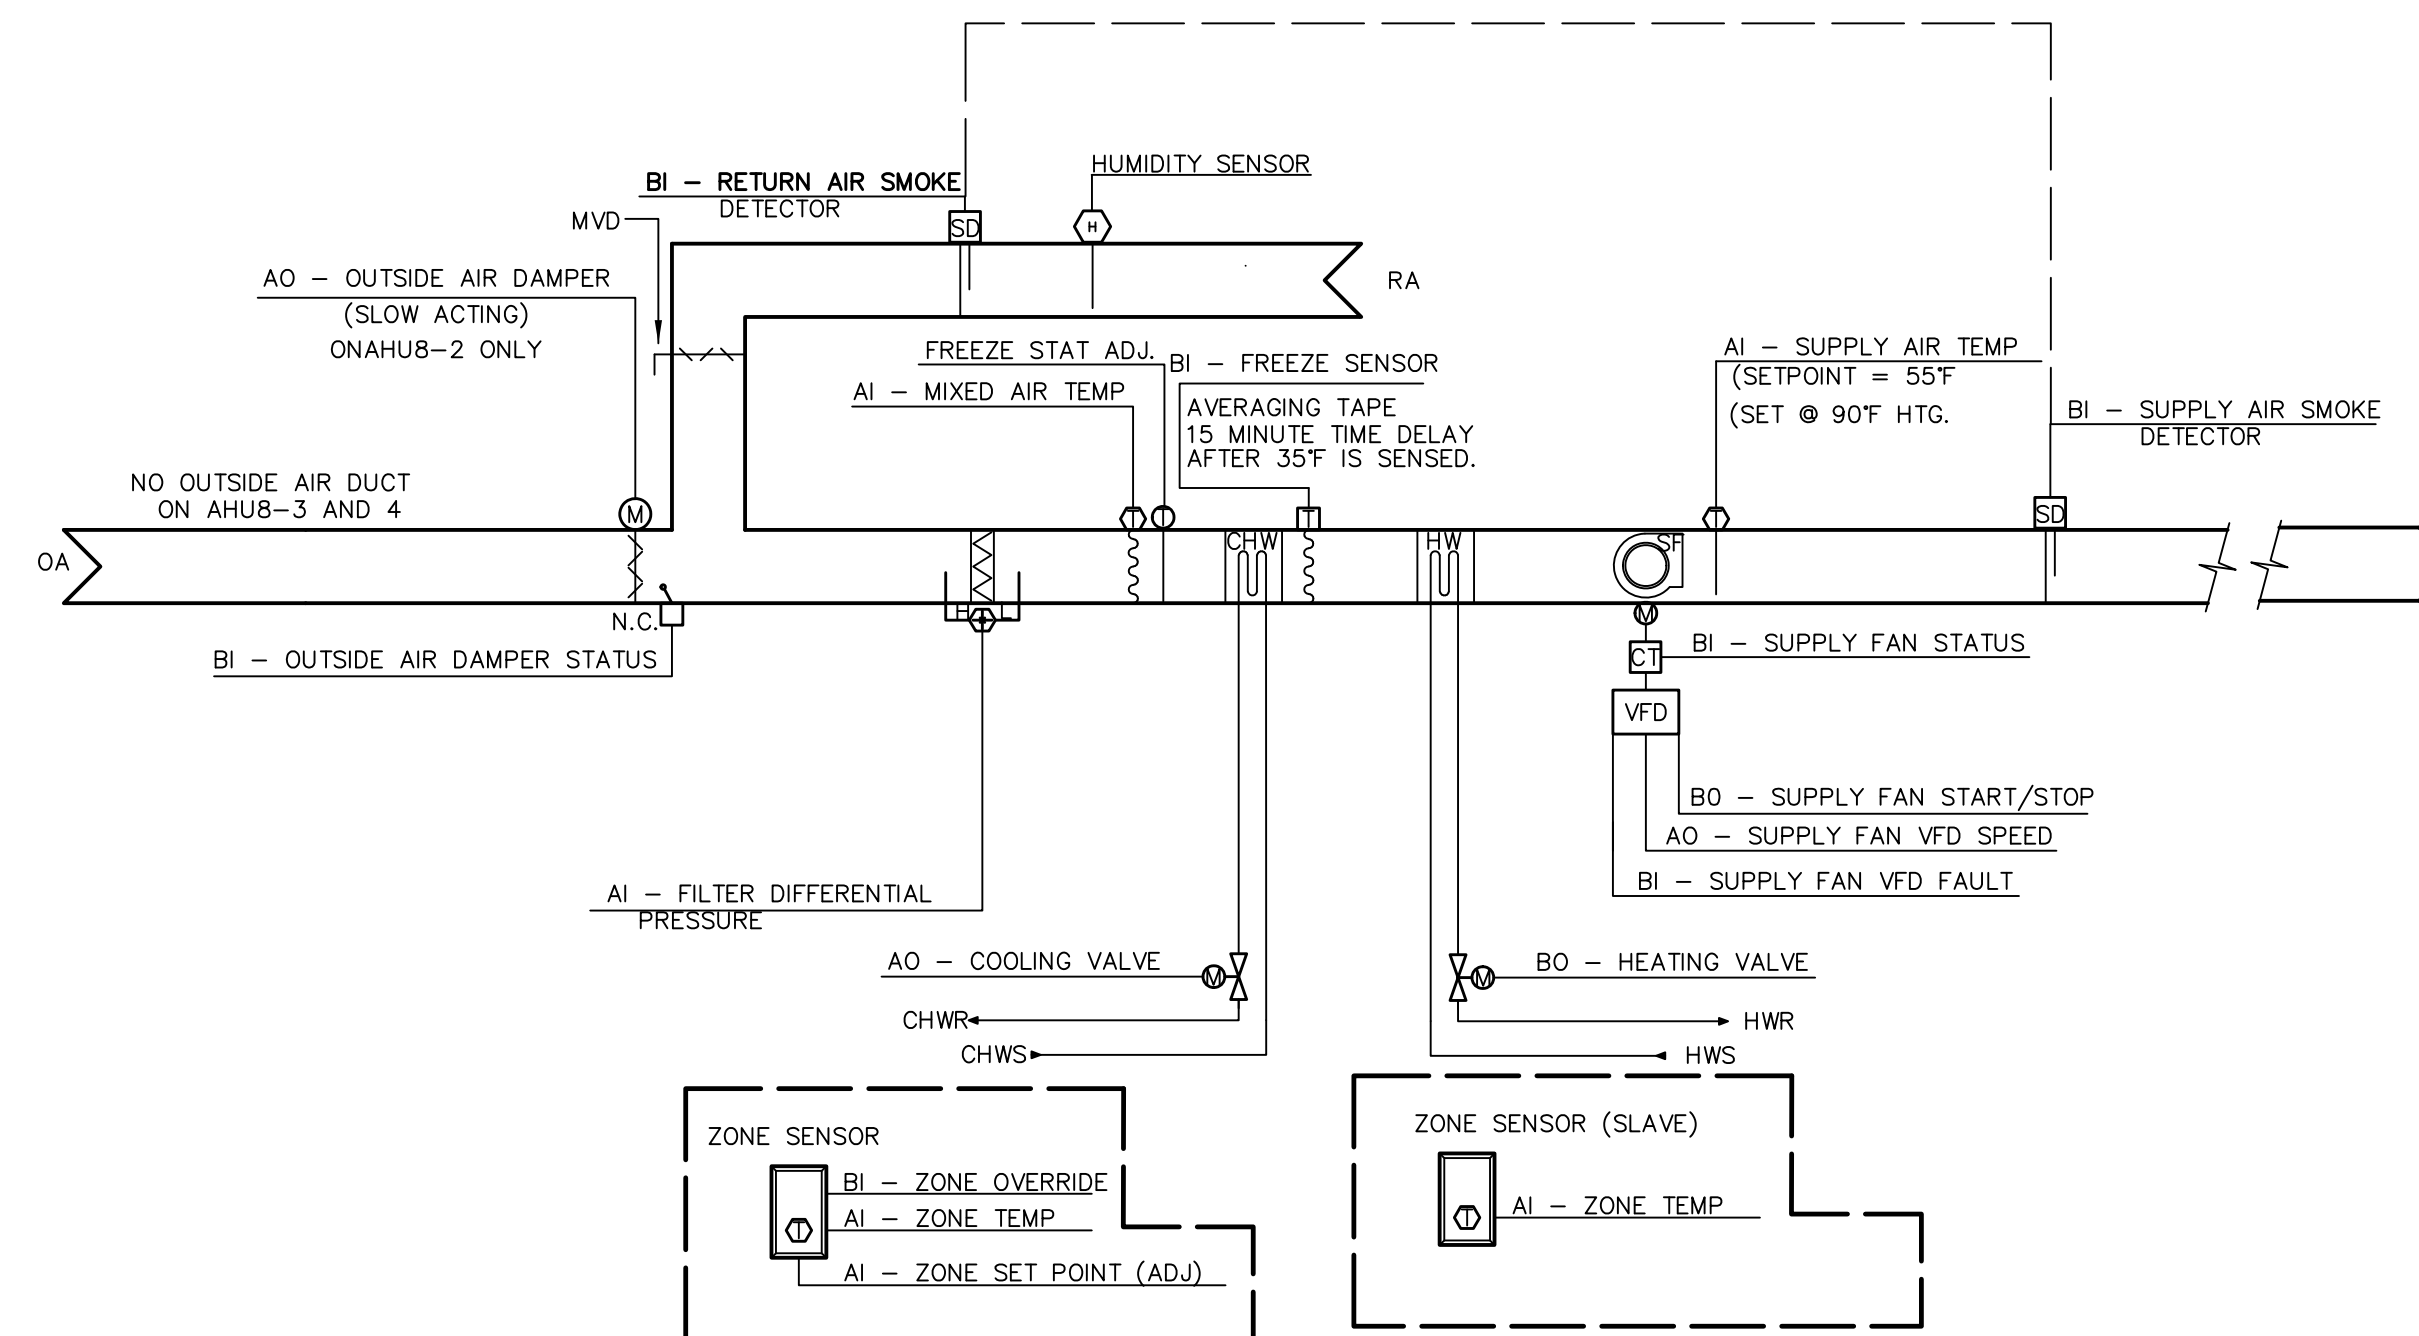 BI - RETURN AIR SMOKE
DETECTOR
HUMIDITY SENSOR
MVD
SD
H
AO - OUTSIDE AIR DAMPER
(SLOW ACTING)
ONAHU8-2 ONLY
RA
FREEZE STAT ADJ.
BI - FREEZE SENSOR
AI - MIXED AIR TEMP
AVERAGING TAPE
15 MINUTE TIME DELAY
AFTER 35°F IS SENSED.
AI - SUPPLY AIR TEMP
(SETPOINT = 55°F
(SET @ 90°F HTG.
BI - SUPPLY AIR SMOKE
DETECTOR
NO OUTSIDE AIR DUCT
ON AHU8-3 AND 4
M
T
T
T
T
SD
OA
CHW
HW
SF
N.C.
H
L
M
BI - OUTSIDE AIR DAMPER STATUS
CT
BI - SUPPLY FAN STATUS
VFD
BO - SUPPLY FAN START/STOP
AO - SUPPLY FAN VFD SPEED
BI - SUPPLY FAN VFD FAULT
AI - FILTER DIFFERENTIAL
PRESSURE
AO - COOLING VALVE
M
M
BO - HEATING VALVE
CHWR
HWR
CHWS
HWS
ZONE SENSOR
BI - ZONE OVERRIDE
AI - ZONE TEMP
T
AI - ZONE SET POINT (ADJ)
ZONE SENSOR (SLAVE)
T
AI - ZONE TEMP